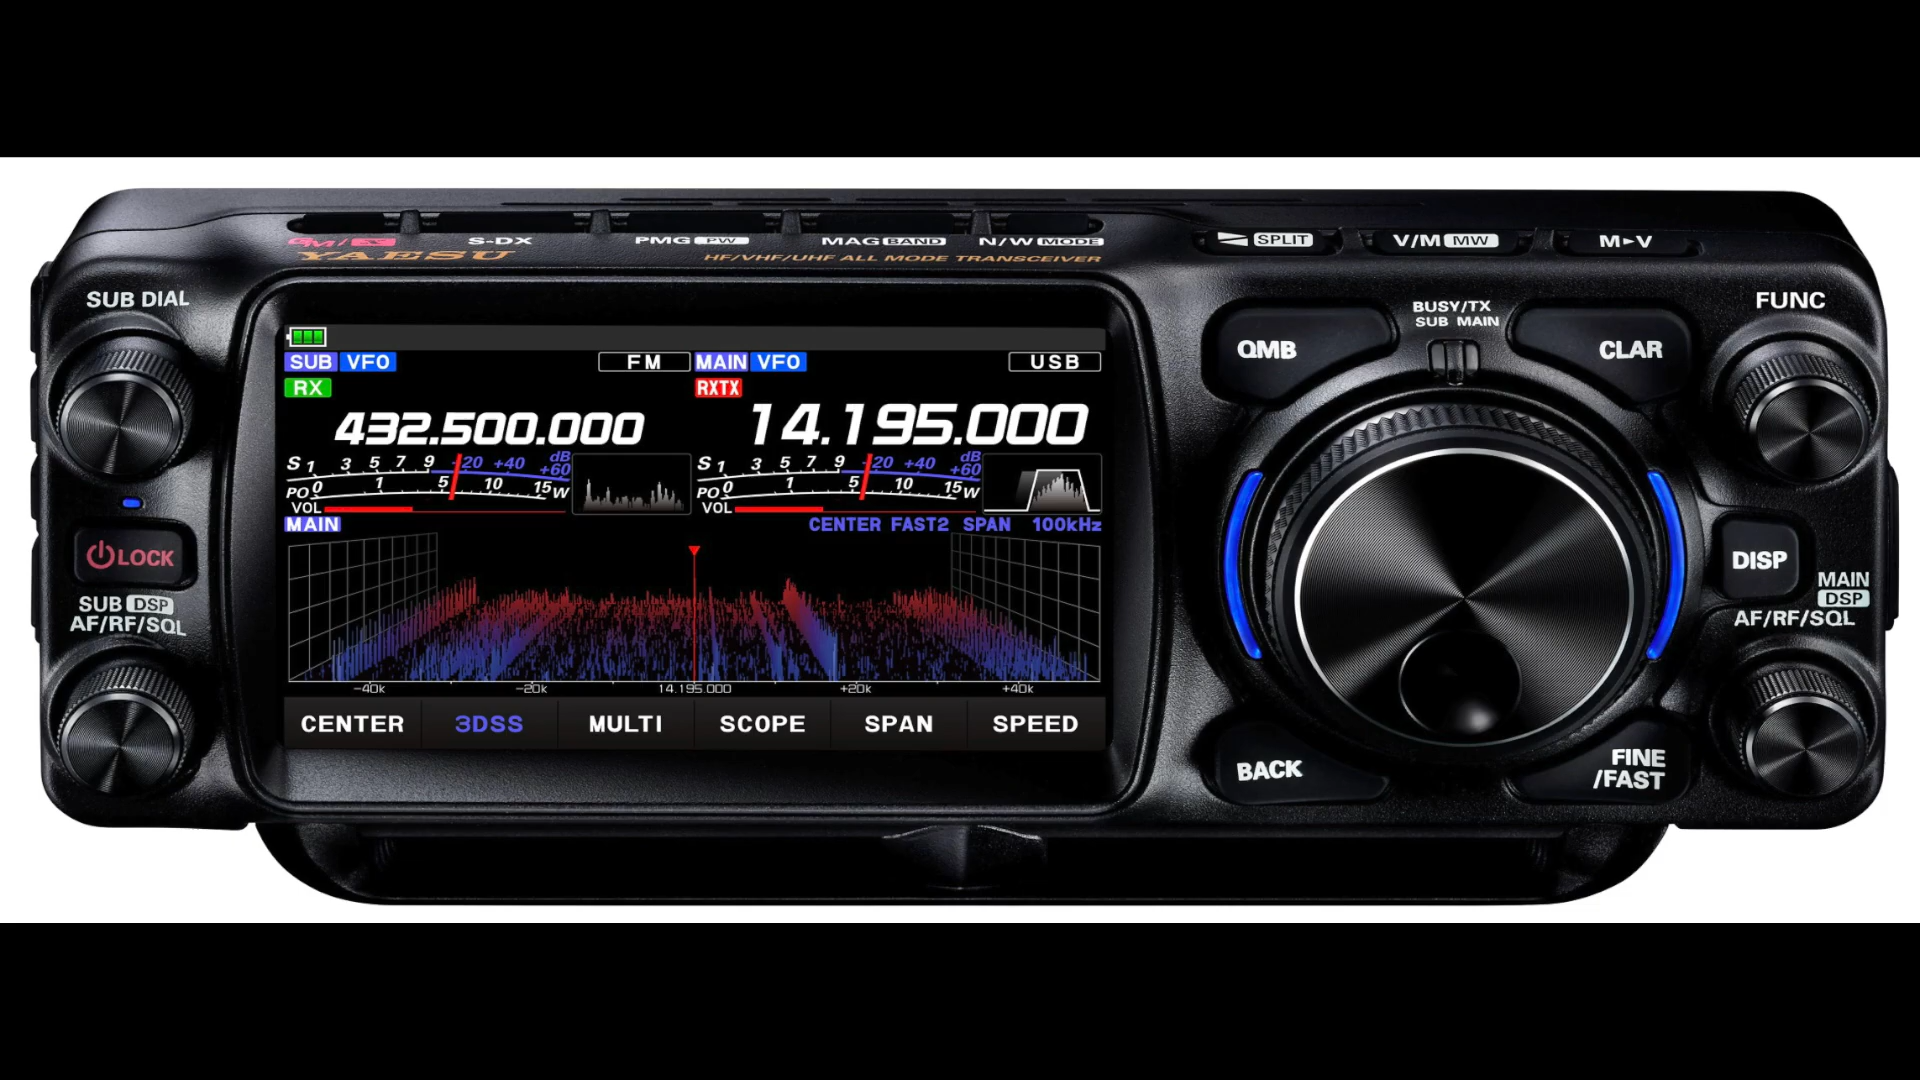 S-DX PMG PW MAG BAND N/W MODE
SPLIT V/M MW M►V
YAESU HF/VHF/UHF ALL MODE TRANSCEIVER
SUB DIAL
SUB VFO FM MAIN VFO USB
RX RXTX
432.500.000 14.195.000
S 1 3 5 7 9 +20 +40 +60 dB
PO 0 1 5 10 15 W
VOL
S 1 3 5 7 9 +20 +40 +60 dB
PO 0 1 5 10 15 W
VOL
MAIN CENTER FAST2 SPAN 100kHz
-40k -20k 14.195.000 +20k +40k
CENTER 3DSS MULTI SCOPE SPAN SPEED
LOCK
SUB DSP
AF/RF/SQL
BUSY/TX
SUB MAIN
QMB CLAR
FUNC
DISP
MAIN
DSP
AF/RF/SQL
BACK
FINE
/FAST